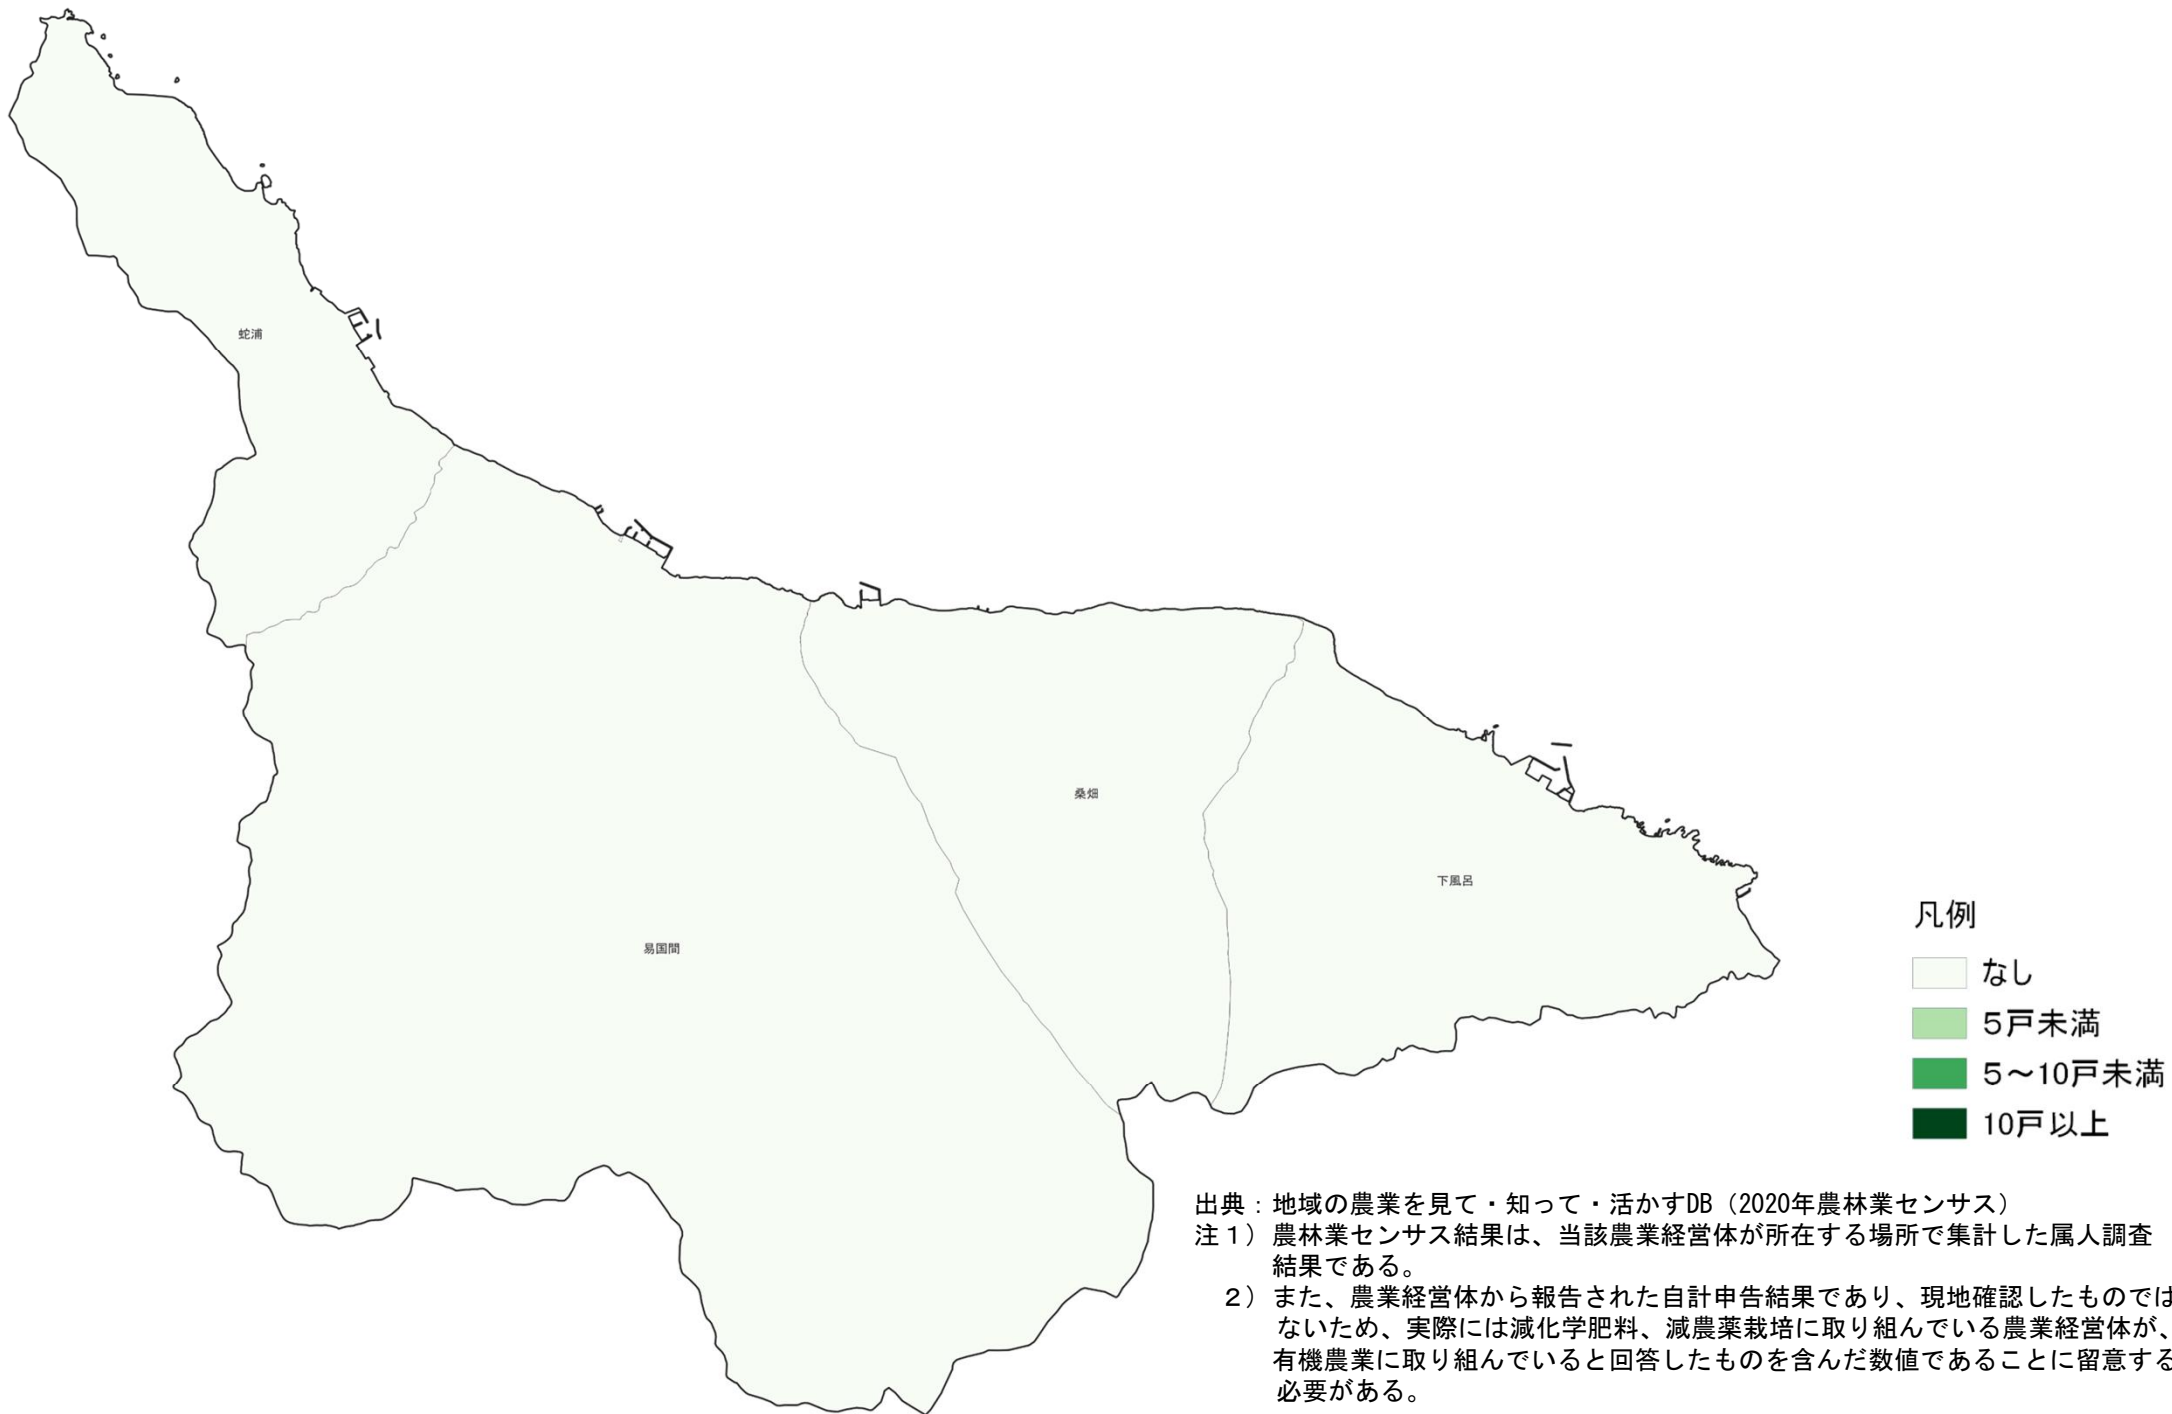 蛇浦
桑畑
下風呂
易国間
凡例
なし
５戸未満
５～10戸未満
10戸以上
出典：地域の農業を見て・知って・活かすDB（2020年農林業センサス）
注１）農林業センサス結果は、当該農業経営体が所在する場所で集計した属人調査
結果である。
２）また、農業経営体から報告された自計申告結果であり、現地確認したものでは
ないため、実際には減化学肥料、減農薬栽培に取り組んでいる農業経営体が、
有機農業に取り組んでいると回答したものを含んだ数値であることに留意する
必要がある。